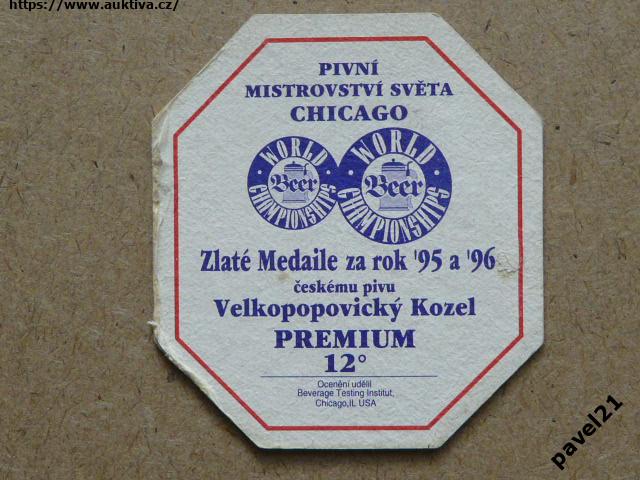 https://www.auktiva.cz/
PIVNÍ
MISTROVSTVÍ SVĚTA
CHICAGO
WORLD Beer CHAMPIONSHIPS
WORLD Beer CHAMPIONSHIPS
Zlaté Medaile za rok '95 a '96
českému pivu
Velkopopovický Kozel
PREMIUM
12°
Ocenění udělil
Beverage Testing Institut,
Chicago,IL USA
pavel21